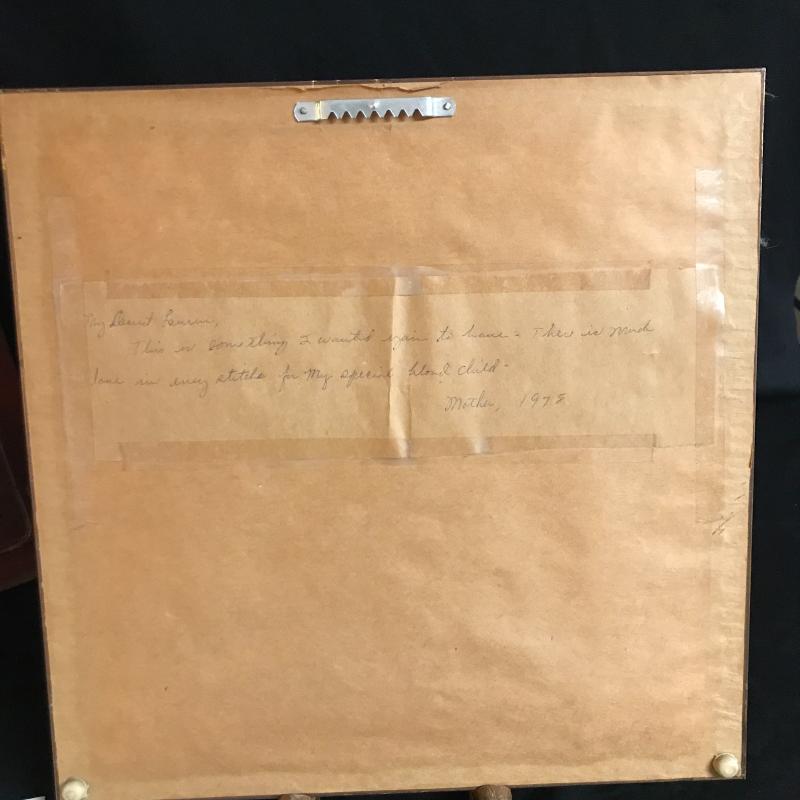 My Dearest
This is something I wanted you to have - There is much
love in every stitch for my special blond child -
Mother, 1978